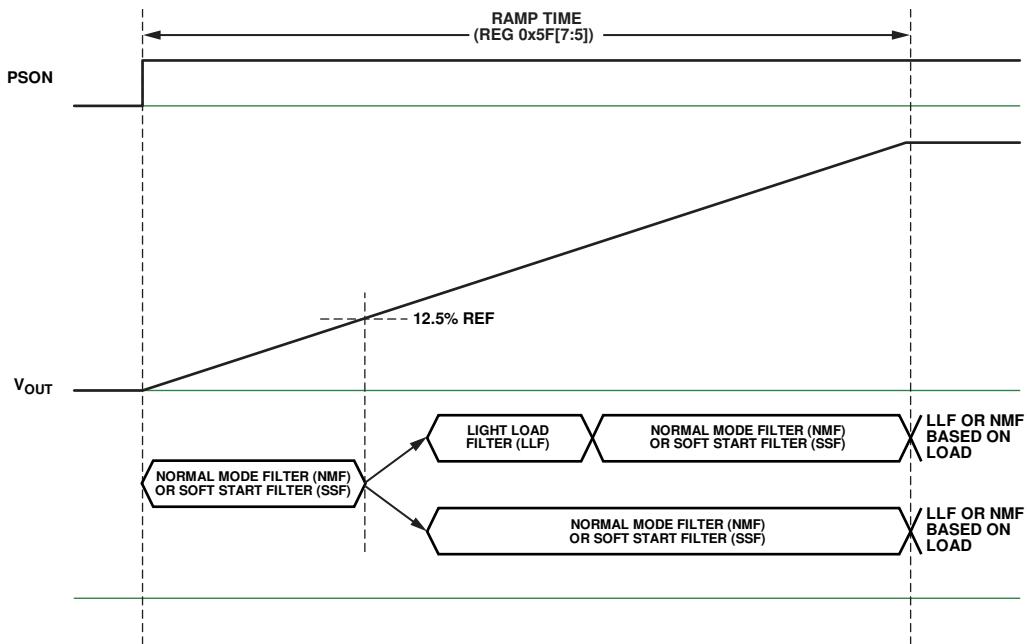 RAMP TIME
(REG 0x5F[7:5])
PSON
12.5% REF
VOUT
LIGHT LOAD
FILTER (LLF)
NORMAL MODE FILTER (NMF)
OR SOFT START FILTER (SSF)
LLF OR NMF
BASED ON
LOAD
NORMAL MODE FILTER (NMF)
OR SOFT START FILTER (SSF)
NORMAL MODE FILTER (NMF)
OR SOFT START FILTER (SSF)
LLF OR NMF
BASED ON
LOAD